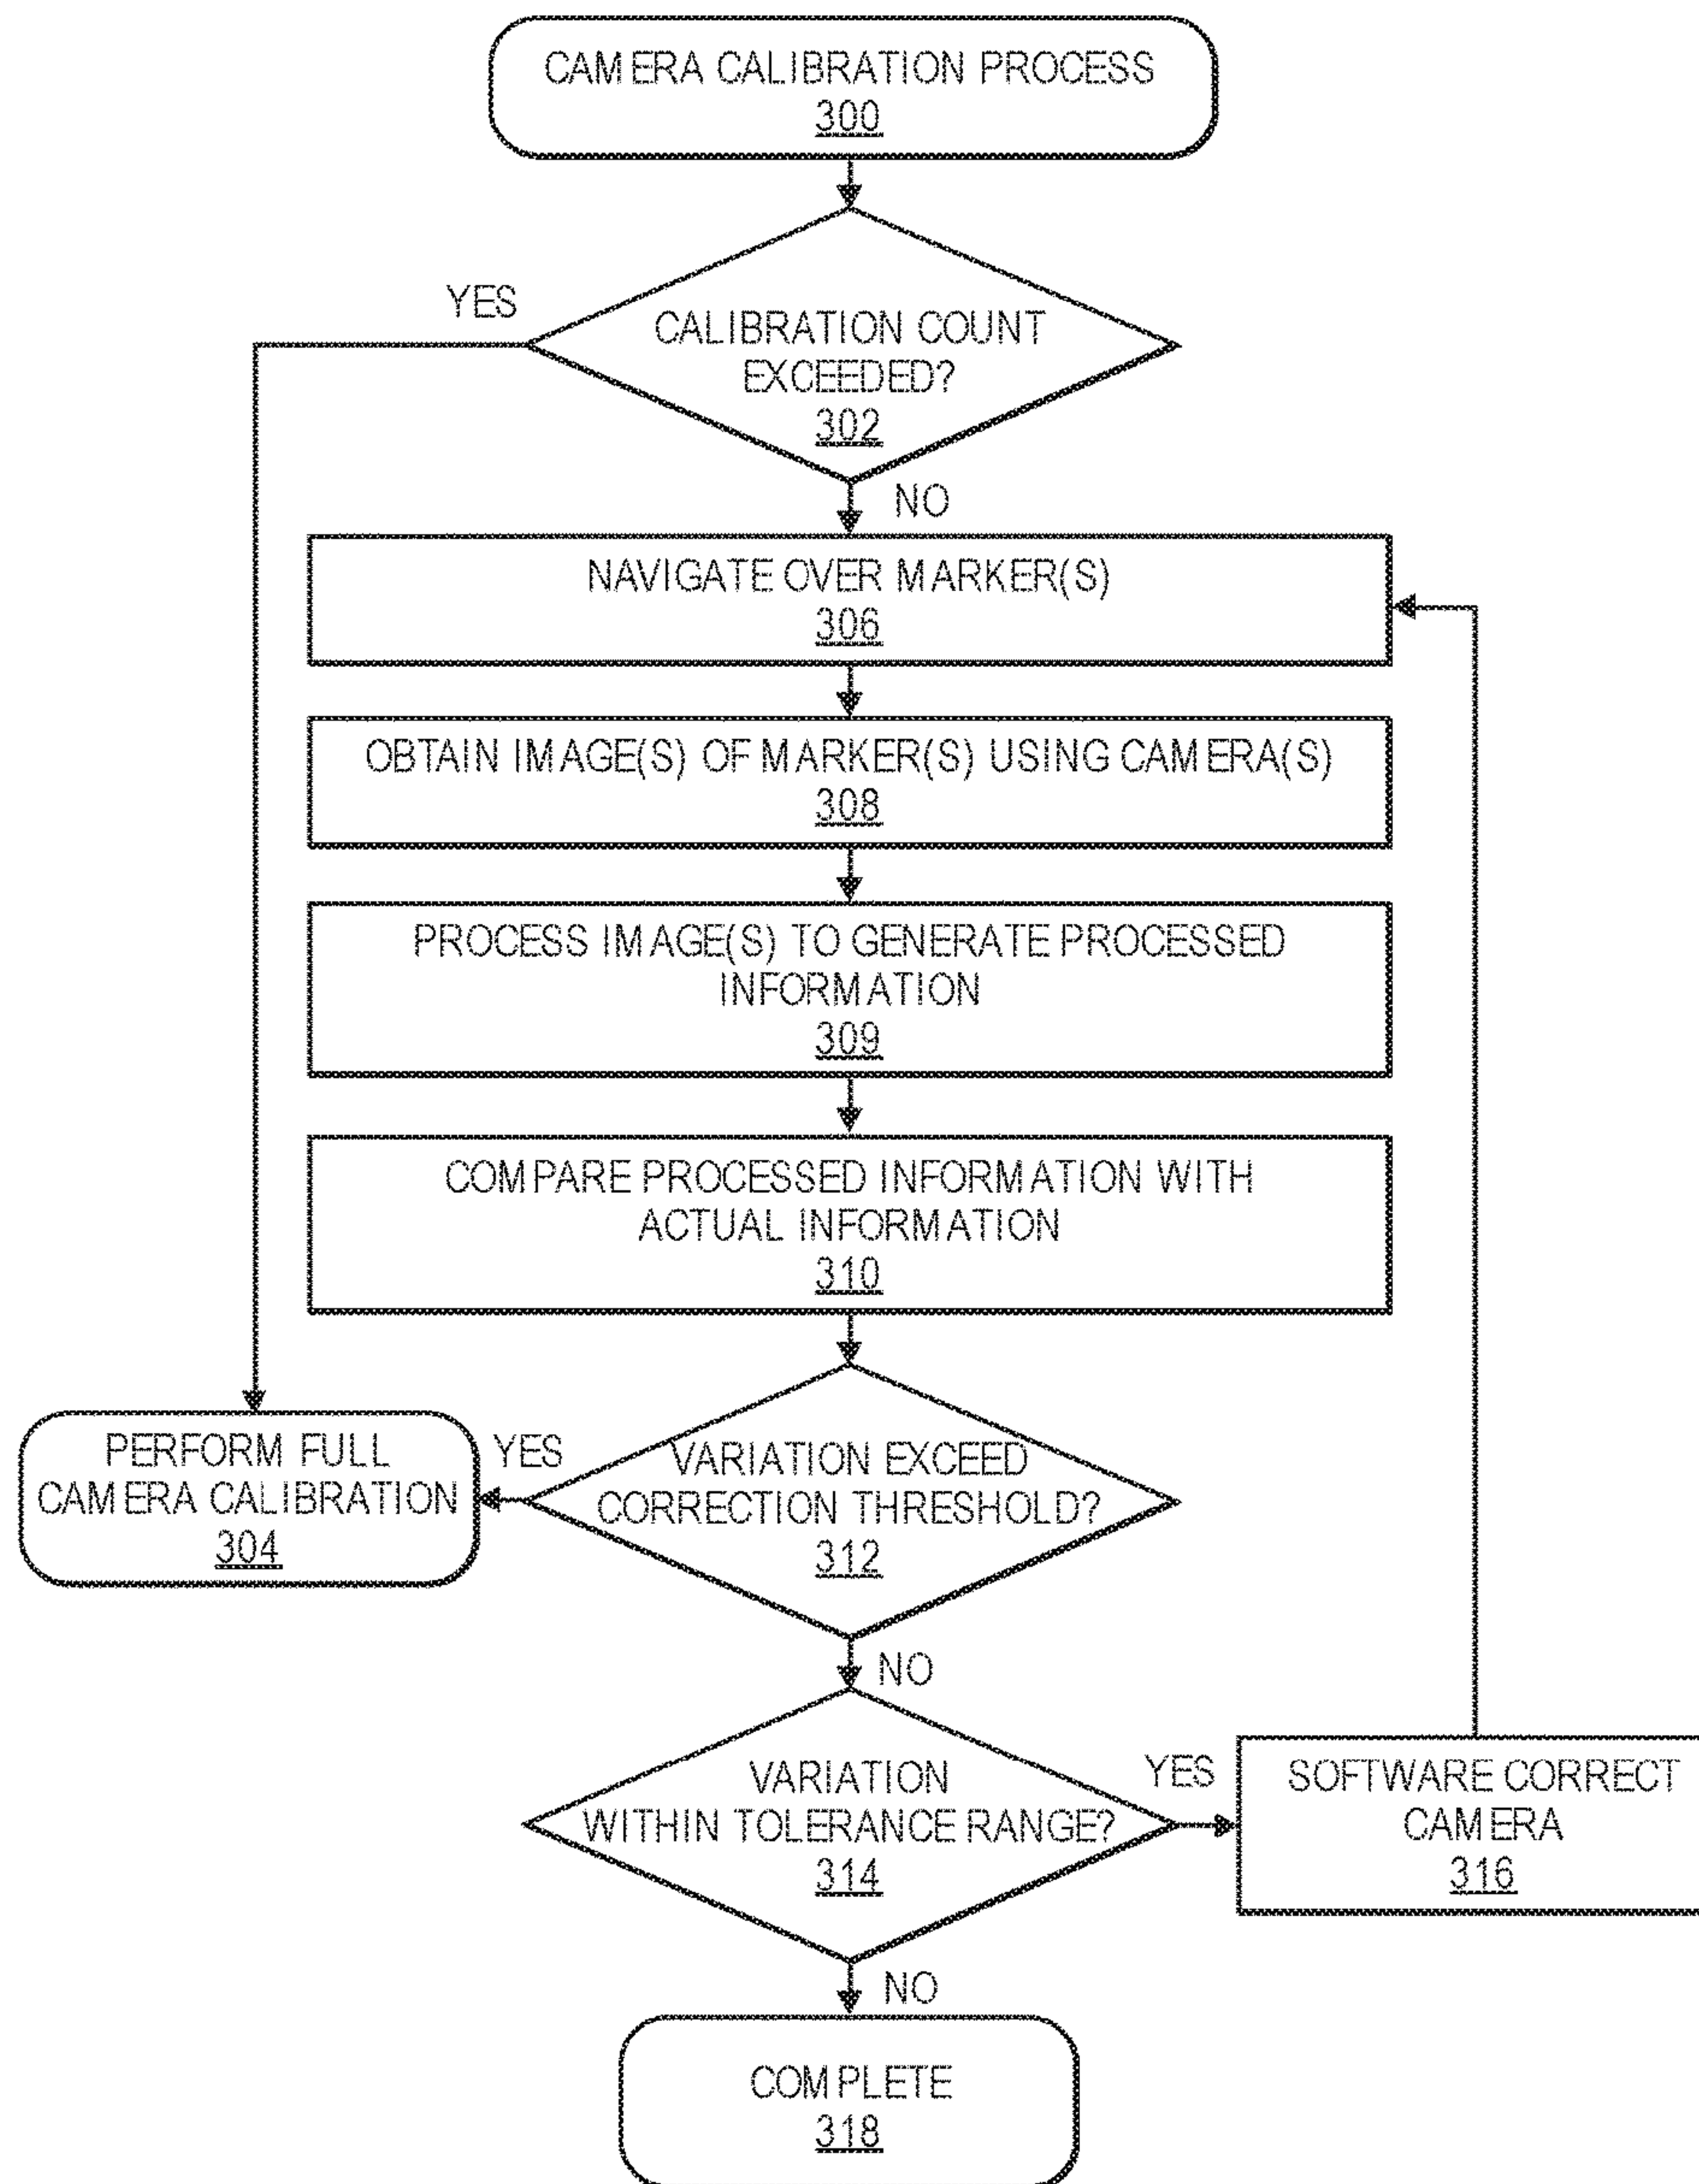 CAMERA CALIBRATION PROCESS
300
YES
CALIBRATION COUNT
EXCEEDED?
302
NO
NAVIGATE OVER MARKER(S)
306
OBTAIN IMAGE(S) OF MARKER(S) USING CAMERA(S)
308
PROCESS IMAGE(S) TO GENERATE PROCESSED
INFORMATION
309
COMPARE PROCESSED INFORMATION WITH
ACTUAL INFORMATION
310
PERFORM FULL
CAMERA CALIBRATION
304
YES
VARIATION EXCEED
CORRECTION THRESHOLD?
312
NO
VARIATION
WITHIN TOLERANCE RANGE?
314
YES
SOFTWARE CORRECT
CAMERA
316
NO
COMPLETE
318